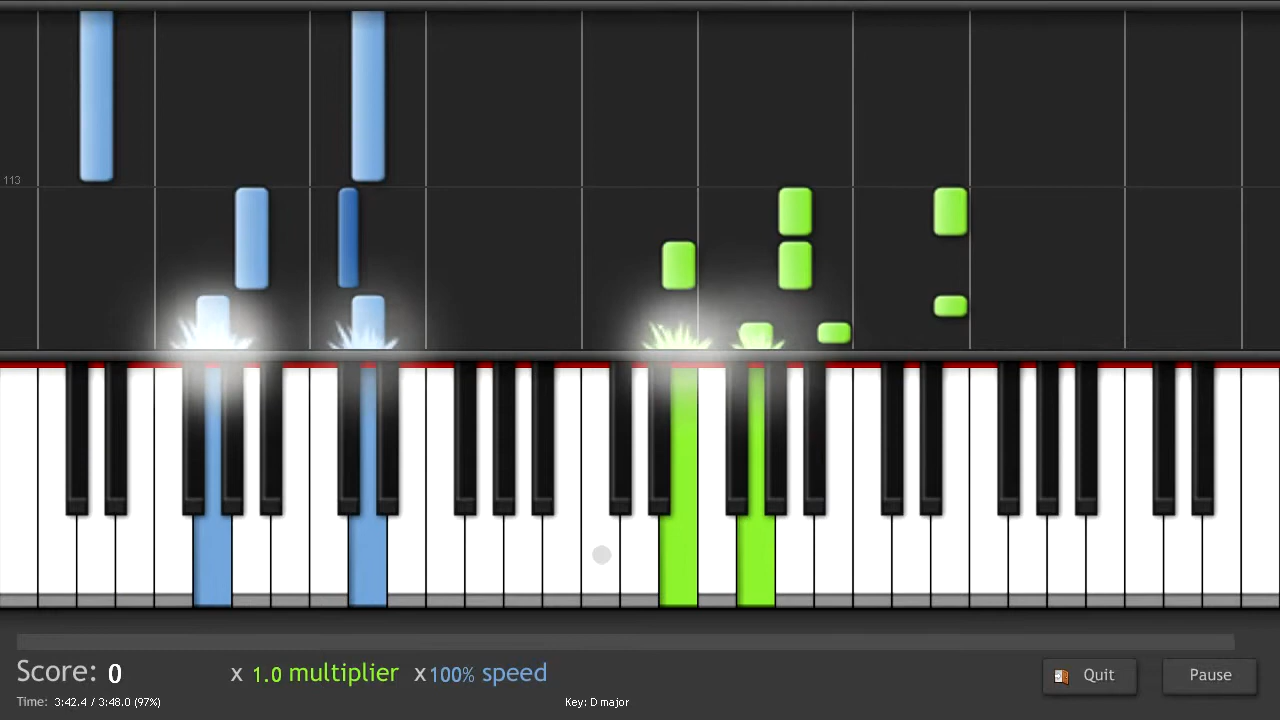 113
Score: 0 x 1.0 multiplier x100% speed Quit Pause
Time: 3:42.4 / 3:48.0 (97%) Key: D major